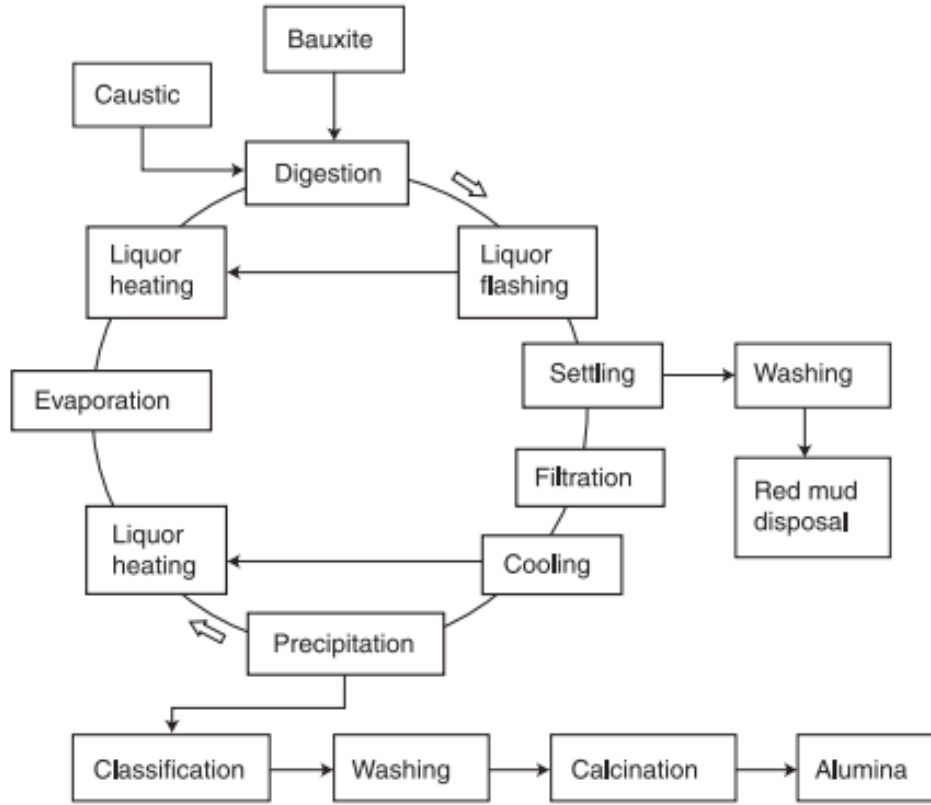 Bauxite
Caustic
Digestion
Liquor
heating
Liquor
flashing
Settling
Washing
Evaporation
Filtration
Red mud
disposal
Liquor
heating
Cooling
Precipitation
Classification
Washing
Calcination
Alumina